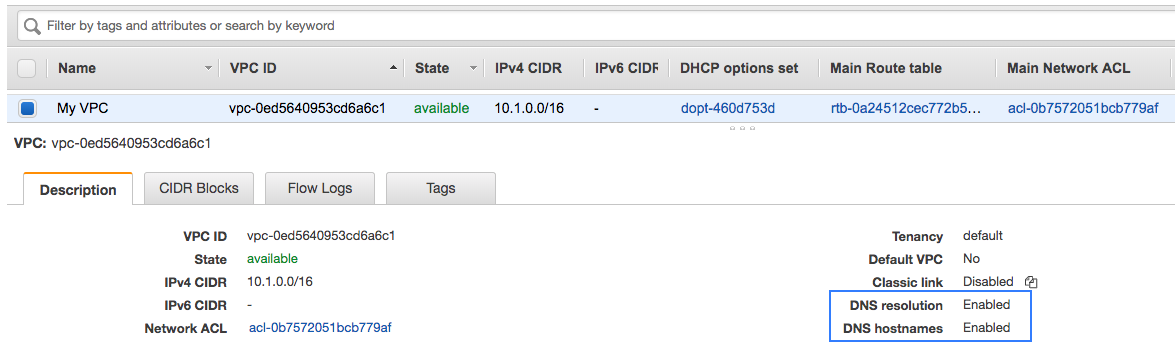 Filter by tags and attributes or search by keyword
Name VPC ID State IPv4 CIDR IPv6 CIDR DHCP options set Main Route table Main Network ACL
My VPC vpc-0ed5640953cd6a6c1 available 10.1.0.0/16 - dopt-460d753d rtb-0a24512cec772b5... acl-0b7572051bcb779af
VPC: vpc-0ed5640953cd6a6c1
Description CIDR Blocks Flow Logs Tags
VPC ID vpc-0ed5640953cd6a6c1 Tenancy default
State available Default VPC No
IPv4 CIDR 10.1.0.0/16 Classic link Disabled
IPv6 CIDR - DNS resolution Enabled
Network ACL acl-0b7572051bcb779af DNS hostnames Enabled